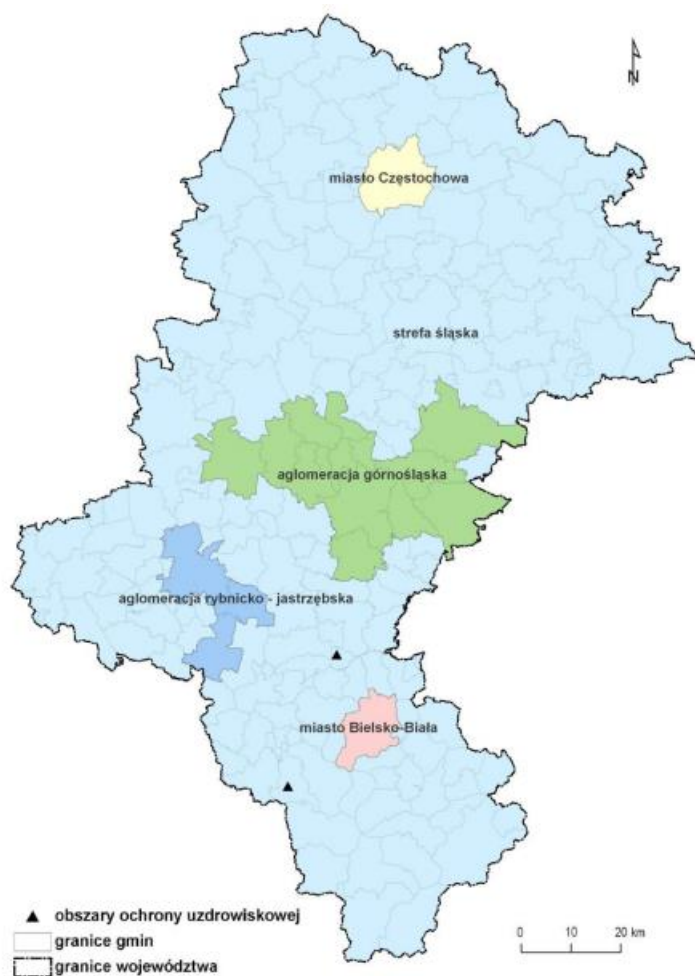 N
miasto Częstochowa
strefa śląska
aglomeracja górnośląska
aglomeracja rybnicko - jastrzębska
miasto Bielsko-Biała
obszary ochrony uzdrowiskowej
granice gmin
granice województwa
0 10 20 km